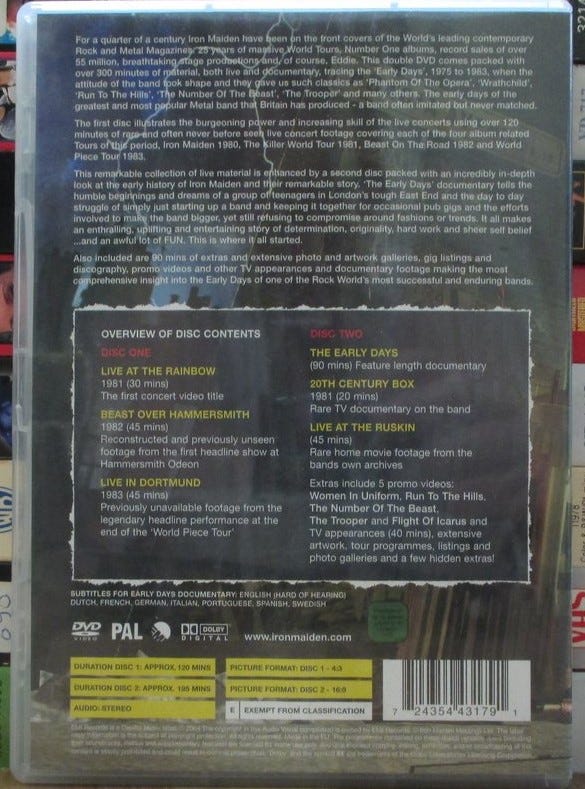 For a quarter of a century Iron Maiden have been on the front covers of the World's leading contemporary
Rock and Metal Magazines; 25 years of massive World Tours, Number One albums, record sales of over
55 million, breathtaking stage productions and, of course, Eddie. This double DVD comes packed with
over 300 minutes of material, both live and documentary, tracing the 'Early Days', 1975 to 1983, when the
attitude of the band took shape and they gave us such classics as 'Phantom Of The Opera', 'Wrathchild',
'Run To The Hills', 'The Number Of The Beast', 'The Trooper' and many others. The early days of the
greatest and most popular Metal band that Britain has produced - a band often imitated but never matched.
The first disc illustrates the burgeoning power and increasing skill of the live concerts using over 120
minutes of rare and often never before seen live concert footage covering each of the four album related
Tours of this period, Iron Maiden 1980, The Killer World Tour 1981, Beast On The Road 1982 and World
Piece Tour 1983.
This remarkable collection of live material is enhanced by a second disc packed with an incredibly in-depth
look at the early history of Iron Maiden and their remarkable story. 'The Early Days' documentary tells the
humble beginnings and dreams of a group of teenagers in London's tough East End and the day to day
struggle of simply just starting up a band and keeping it together for occasional pub gigs and the efforts
involved to make the band bigger, yet still refusing to compromise around fashions or trends. It all makes
an enthralling, uplifting and entertaining story of determination, originality, hard work and sheer self belief
...and an awful lot of FUN. This is where it all started.
Also included are 90 mins of extras and extensive photo and artwork galleries, gig listings and
discography, promo videos and other TV appearances and documentary footage making the most
comprehensive insight into the Early Days of one of the Rock World's most successful and enduring bands.
OVERVIEW OF DISC CONTENTS
DISC ONE
LIVE AT THE RAINBOW
1981 (30 mins)
The first concert video title
BEAST OVER HAMMERSMITH
1982 (45 mins)
Reconstructed and previously unseen
footage from the first headline show at
Hammersmith Odeon
LIVE IN DORTMUND
1983 (45 mins)
Previously unavailable footage from the
legendary headline performance at the
end of the 'World Piece Tour'
DISC TWO
THE EARLY DAYS
(90 mins) Feature length documentary
20TH CENTURY BOX
1981 (20 mins)
Rare TV documentary on the band
LIVE AT THE RUSKIN
(45 mins)
Rare home movie footage from the
bands own archives
Extras include 5 promo videos:
Women In Uniform, Run To The Hills,
The Number Of The Beast,
The Trooper and Flight Of Icarus and
TV appearances (40 mins), extensive
artwork, tour programmes, listings and
photo galleries and a few hidden extras!
SUBTITLES FOR EARLY DAYS DOCUMENTARY: ENGLISH (HARD OF HEARING)
DUTCH, FRENCH, GERMAN, ITALIAN, PORTUGUESE, SPANISH, SWEDISH
DVD VIDEO PAL DOLBY DIGITAL www.ironmaiden.com
DURATION DISC 1: APPROX. 120 MINS
PICTURE FORMAT: DISC 1 - 4:3
DURATION DISC 2: APPROX. 195 MINS
PICTURE FORMAT: DISC 2 - 16:9
AUDIO: STEREO
E EXEMPT FROM CLASSIFICATION
7 24354 43179 1
VHS